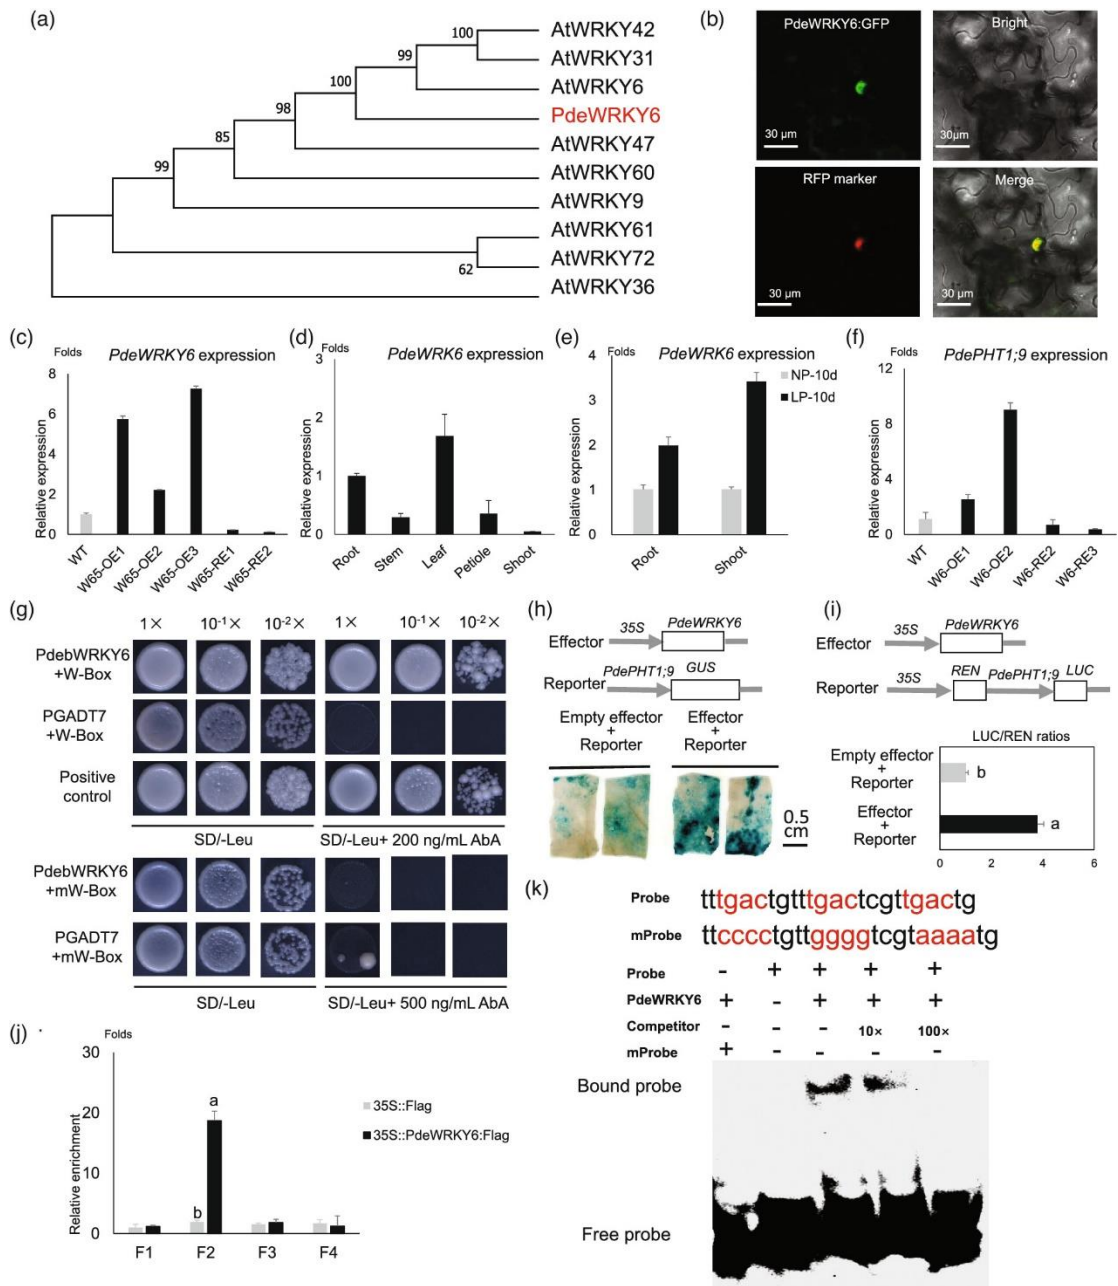 (a)
AtWRKY42
AtWRKY31
AtWRKY6
PdeWRKY6
AtWRKY47
AtWRKY60
AtWRKY9
AtWRKY61
AtWRKY72
AtWRKY36
100
99
100
98
85
99
62
(b)
PdeWRKY6:GFP
Bright
30 μm
30μm
RFP marker
Merge
30 μm
30μm
(c)
Folds
PdeWRKY6 expression
Relative expression
8
6
4
2
0
WT
W65-OE1
W65-OE2
W65-OE3
W65-RE1
W65-RE2
(d)
Folds
PdeWRK6 expression
Relative expression
3
2
1
0
Root
Stem
Leaf
Petiole
Shoot
(e)
Folds
PdeWRK6 expression
NP-10d
LP-10d
Relative expression
4
3
2
1
0
Root
Shoot
(f)
Folds
PdePHT1;9 expression
Relative expression
12
8
4
0
WT
W6-OE1
W6-OE2
W6-RE2
W6-RE3
(g)
1× 10⁻¹× 10⁻²× 1× 10⁻¹× 10⁻²×
PdebWRKY6
+W-Box
PGADT7
+W-Box
Positive
control
SD/-Leu
SD/-Leu+ 200 ng/mL AbA
PdebWRKY6
+mW-Box
PGADT7
+mW-Box
SD/-Leu
SD/-Leu+ 500 ng/mL AbA
(h)
Effector
35S
PdeWRKY6
Reporter
PdePHT1;9
GUS
Empty effector
+
Reporter
Effector
+
Reporter
0.5
cm
(i)
Effector
35S
PdeWRKY6
Reporter
35S
REN
PdePHT1;9
LUC
LUC/REN ratios
Empty effector
+
Reporter
b
Effector
+
Reporter
a
0 2 4 6
(j)
Folds
Relative enrichment
30
20
10
0
b
a
35S::Flag
35S::PdeWRKY6:Flag
F1 F2 F3 F4
(k)
Probe tttgactgtttgactcgttgactg
mProbe ttcccctgttggggtcgtaaaatg
Probe - + + + +
PdeWRKY6 + - + + +
Competitor - - - 10× 100×
mProbe + - - - -
Bound probe
Free probe